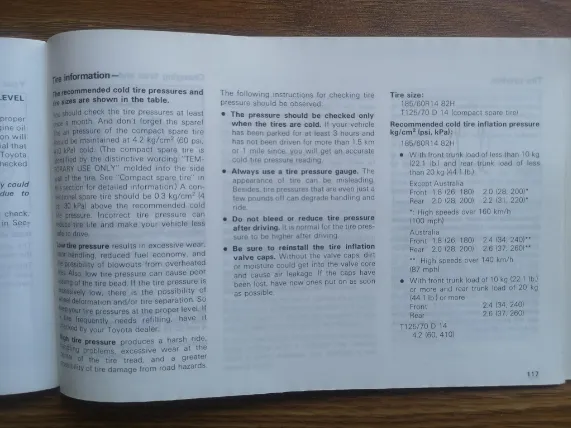 LEVEL
proper
ine oil
on will
al that
Toyota
checked
ly could
due to
check
in Sec-
Tire information—
The recommended cold tire pressures and
tire sizes are shown in the table.
You should check the tire pressures at least
once a month. And don't forget the spare!
The air pressure of the compact spare tire
should be maintained at 4.2 kg/cm² (60 psi,
410 kPa) cold. (The compact spare tire is
identified by the distinctive wording "TEM-
PORARY USE ONLY" molded into the side
wall of the tire. See "Compact spare tire" in
this section for detailed information.) A con-
ventional spare tire should be 0.3 kg/cm² (4
psi, 30 kPa) above the recommended
pressure. Incorrect tire pressure can
reduce tire life and make your vehicle less
safe to drive.
Low tire pressure results in excessive wear,
poor handling, reduced fuel economy, and
the possibility of blowouts from overheated
tires. Also, low tire pressure can cause poor
sealing of the tire bead. If the tire pressure is
excessively low, there is the possibility of
wheel deformation and/or tire separation. So
keep your tire pressures at the proper level. If
a tire frequently needs refilling, have it
checked by your Toyota dealer.
High tire pressure produces a harsh ride,
handling problems, excessive wear at the
center of the tire tread, and a greater
possibility of tire damage from road hazards.
The following instructions for checking tire
pressure should be observed.
● The pressure should be checked only
when the tires are cold. If your vehicle
has been parked for at least 3 hours and
has not been driven for more than 1.5 km
or 1 mile since, you will get an accurate
cold tire pressure reading.
● Always use a tire pressure gauge. The
appearance of tire can be misleading.
Besides, tire pressures that are even just a
few pounds off can degrade handling and
ride.
● Do not bleed or reduce tire pressure
after driving. It is normal for the tire pres-
sure to be higher after driving.
● Be sure to reinstall the tire inflation
valve caps. Without the valve caps, dirt
or moisture could get into the valve core
and cause air leakage. If the caps have
been lost, have new ones put on as soon
as possible.
Tire size:
185/60R14 82H
T125/70 D 14 (compact spare tire)
Recommended cold tire inflation pressure
kg/cm² (psi, kPa):
185/60R14 82H
● With front trunk load of less than 10 kg
(22.1 lb.) and rear trunk load of less
than 20 kg (44.1 lb.)
Except Australia
Front 1.8 (26, 180) 2.0 (28, 200)*
Rear 2.0 (28, 200) 2.2 (31, 220)*
*: High speeds over 160 km/h
(100 mph)
Australia
Front 1.8 (26, 180) 2.4 (34, 240)**
Rear 2.0 (28, 200) 2.6 (37, 260)**
**: High speeds over 140 km/h
(87 mph)
● With front trunk load of 10 kg (22.1 lb.)
or more and rear trunk load of 20 kg
(44.1 lb.) or more
Front 2.4 (34, 240)
Rear 2.6 (37, 260)
T125/70 D 14
4.2 (60, 410)
117